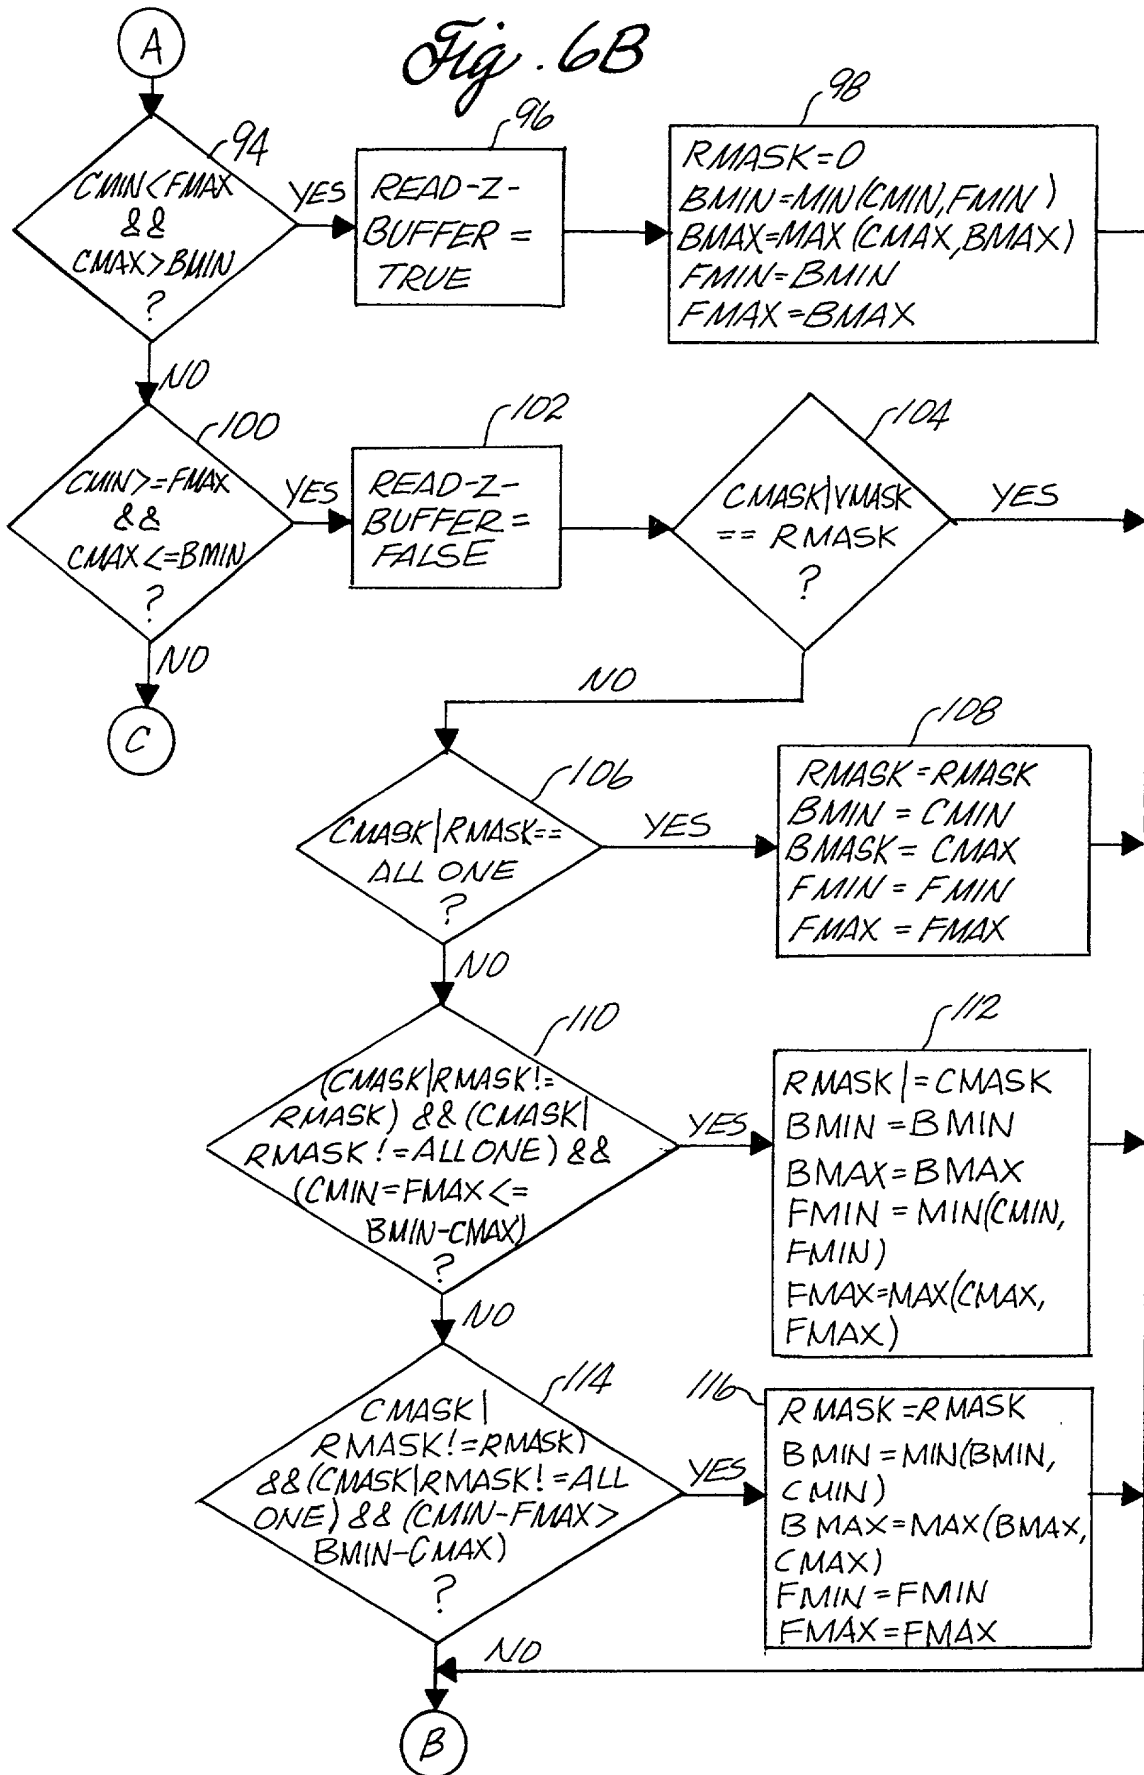 Fig. 6B
A
94
CMIN<FMAX
&&
CMAX>BMIN
?
YES
96
READ-Z-
BUFFER =
TRUE
98
RMASK=0
BMIN=MIN(CMIN,FMIN)
BMAX=MAX(CMAX,BMAX)
FMIN=BMIN
FMAX=BMAX
NO
100
CMIN>=FMAX
&&
CMAX<=BMIN
?
YES
102
READ-Z-
BUFFER =
FALSE
104
CMASK|VMASK
== RMASK
?
YES
NO
C
NO
106
CMASK|RMASK==
ALL ONE
?
YES
108
RMASK=RMASK
BMIN = CMIN
BMASK= CMAX
FMIN = FMIN
FMAX = FMAX
NO
110
(CMASK|RMASK!=
RMASK) && (CMASK|
RMASK !=ALL ONE) &&
(CMIN=FMAX<=
BMIN-CMAX)
?
YES
112
RMASK|=CMASK
BMIN=BMIN
BMAX=BMAX
FMIN = MIN(CMIN,
FMIN)
FMAX=MAX(CMAX,
FMAX)
NO
114
CMASK|
RMASK!=RMASK)
&&(CMASK|RMASK!=ALL
ONE) && (CMIN-FMAX>
BMIN-CMAX)
?
YES
116
RMASK=RMASK
BMIN=MIN(BMIN,
CMIN)
BMAX=MAX(BMAX,
CMAX)
FMIN=FMIN
FMAX=FMAX
NO
B